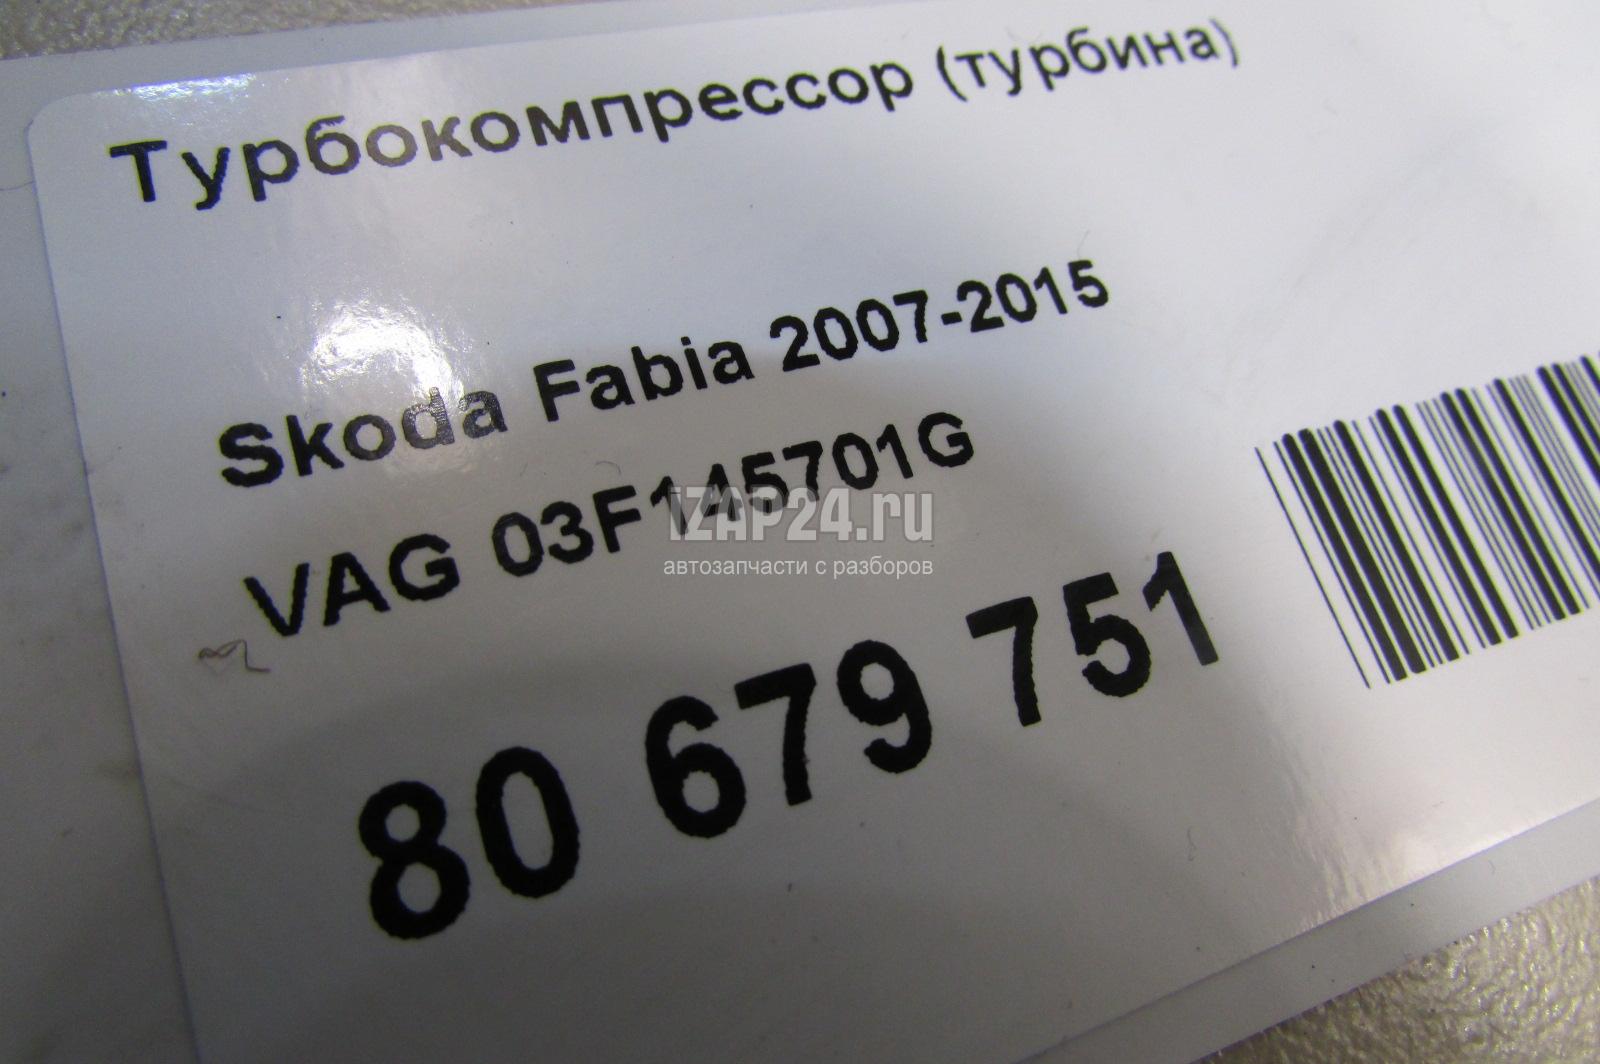 Турбокомпрессор (турбина)
Skoda Fabia 2007-2015
VAG 03F145701G
iZAP24.ru
автозапчасти с разборов
80 679 751